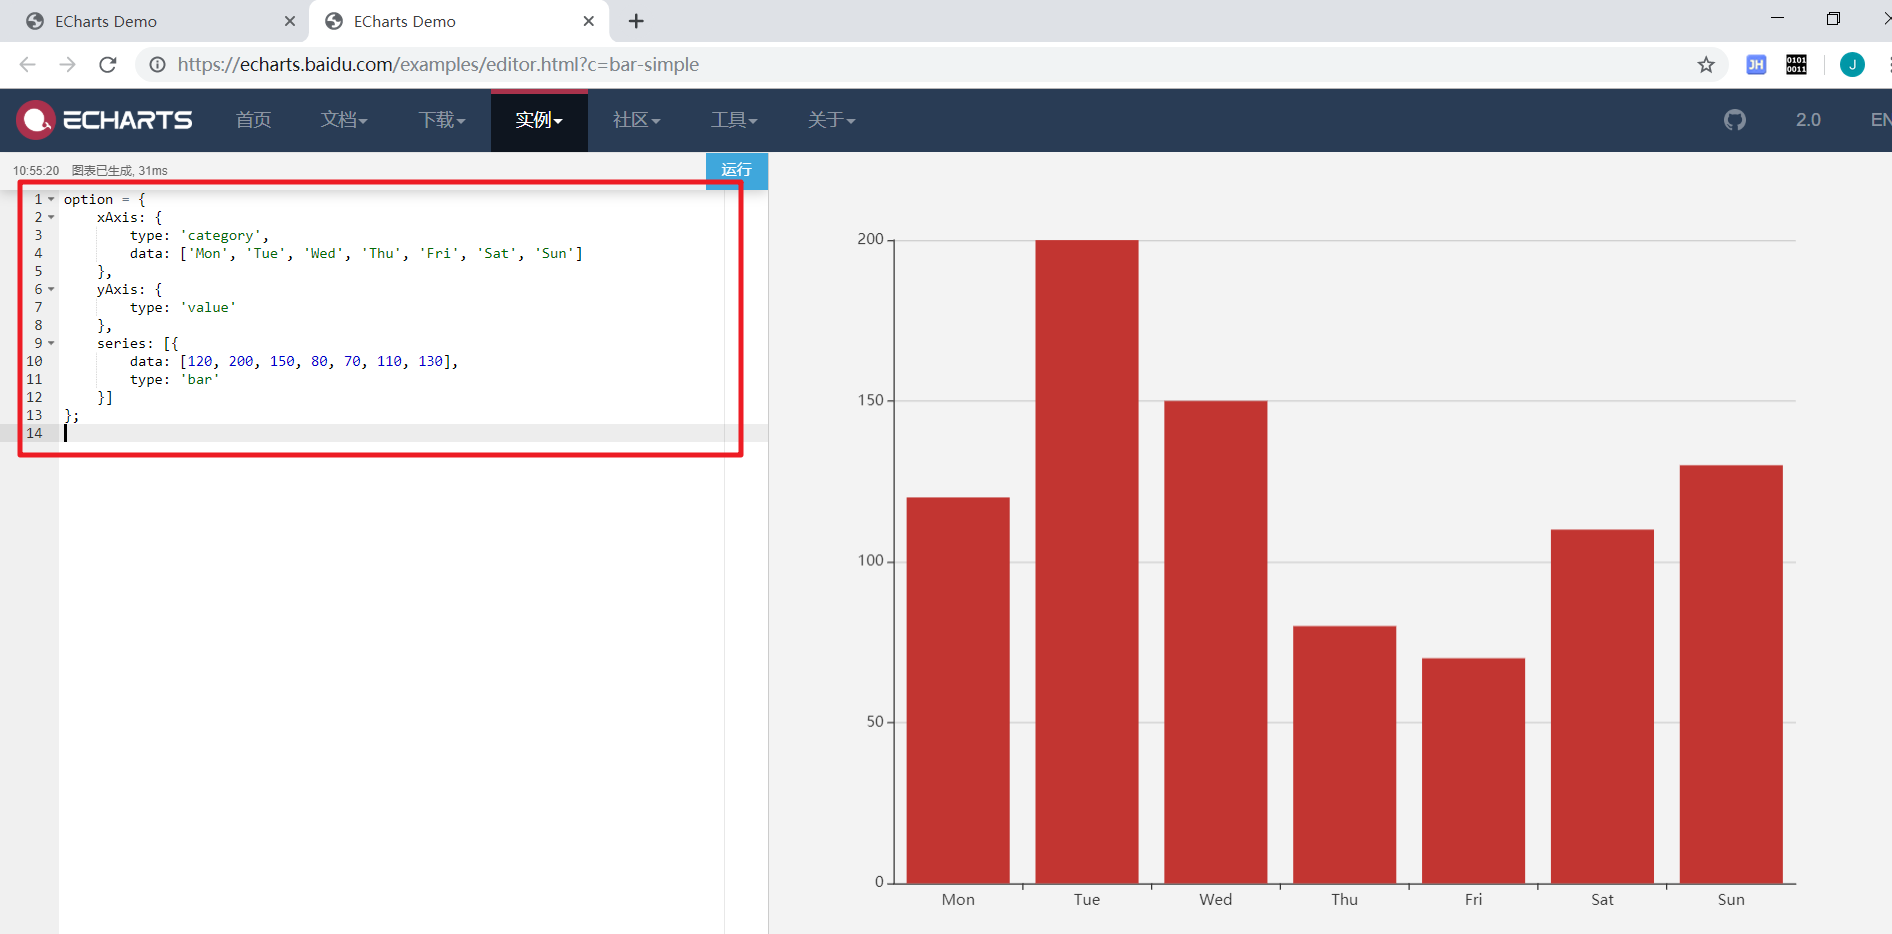 ECharts Demo
ECharts Demo
https://echarts.baidu.com/examples/editor.html?c=bar-simple
JH
0101
0011
J
ECHARTS 首页 文档 下载 实例 社区 工具 关于 2.0 EN
10:55:20 图表已生成, 31ms 运行
1 option = {
2 xAxis: {
3 type: 'category',
4 data: ['Mon', 'Tue', 'Wed', 'Thu', 'Fri', 'Sat', 'Sun']
5 },
6 yAxis: {
7 type: 'value'
8 },
9 series: [{
10 data: [120, 200, 150, 80, 70, 110, 130],
11 type: 'bar'
12 }]
13 };
14
200
150
100
50
0
Mon Tue Wed Thu Fri Sat Sun